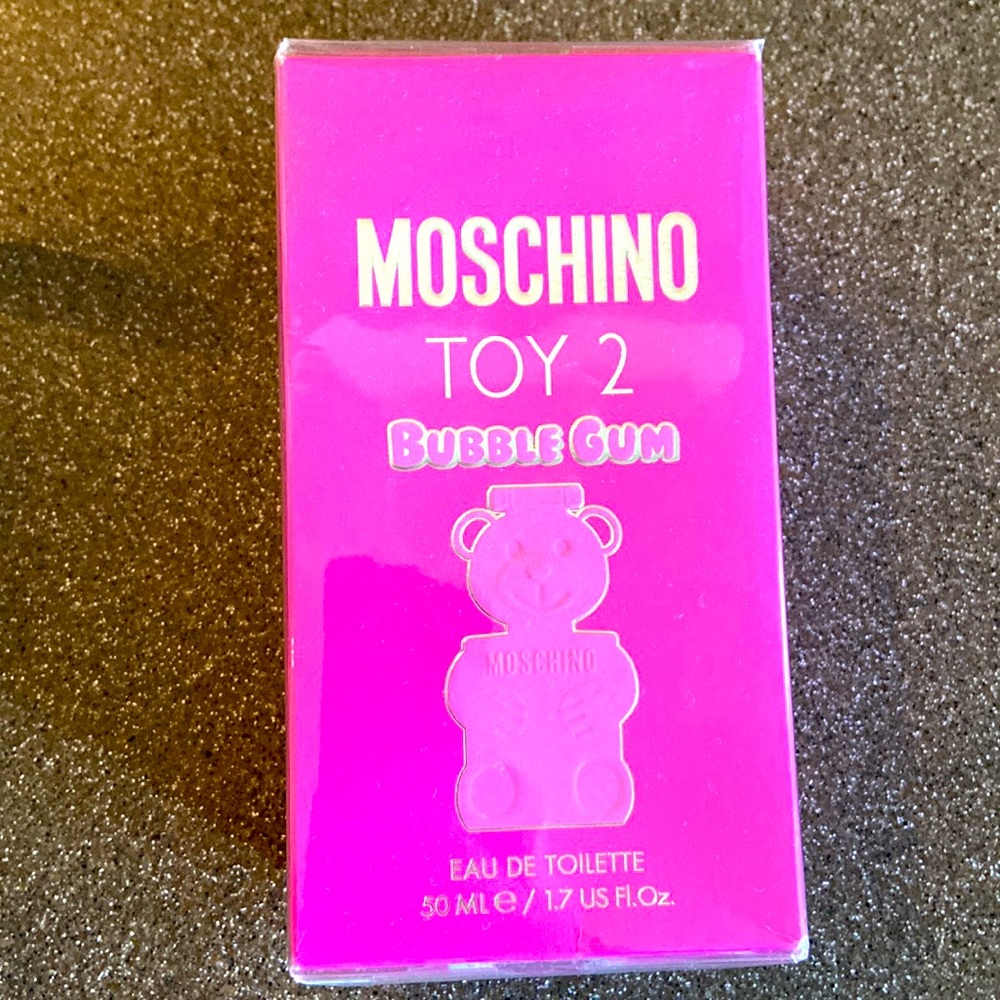 MOSCHINO
TOY 2
BUBBLE GUM
MOSCHINO
EAU DE TOILETTE
50 ML ℮ / 1.7 US Fl.Oz.